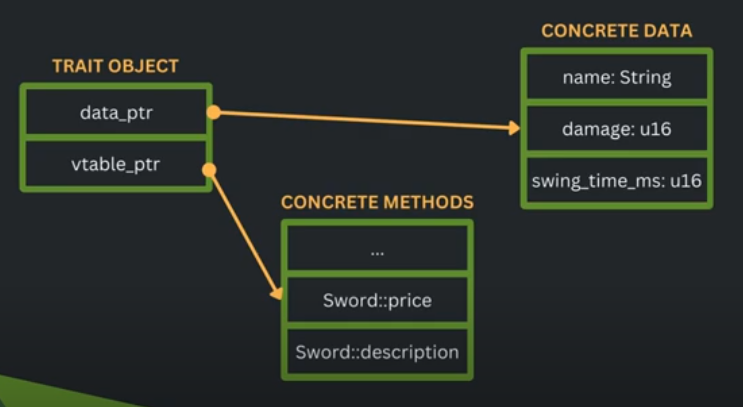 TRAIT OBJECT
data_ptr
vtable_ptr
CONCRETE DATA
name: String
damage: u16
swing_time_ms: u16
CONCRETE METHODS
...
Sword::price
Sword::description